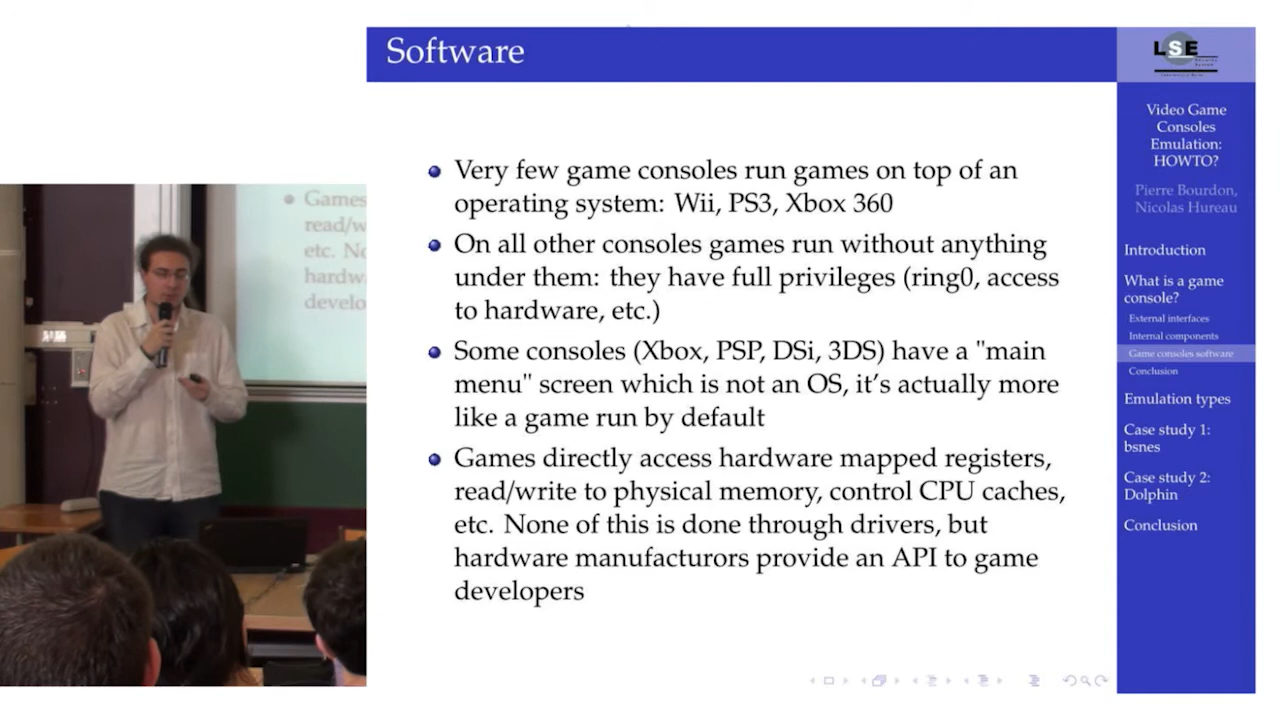 Software
Very few game consoles run games on top of an
operating system: Wii, PS3, Xbox 360
On all other consoles games run without anything
under them: they have full privileges (ring0, access
to hardware, etc.)
Some consoles (Xbox, PSP, DSi, 3DS) have a "main
menu" screen which is not an OS, it's actually more
like a game run by default
Games directly access hardware mapped registers,
read/write to physical memory, control CPU caches,
etc. None of this is done through drivers, but
hardware manufacturors provide an API to game
developers
LSE
Video Game
Consoles
Emulation:
HOWTO?
Pierre Bourdon,
Nicolas Hureau
Introduction
What is a game
console?
External interfaces
Internal components
Game consoles software
Conclusion
Emulation types
Case study 1:
bsnes
Case study 2:
Dolphin
Conclusion
Games
read/w
etc. No
hardw
develo